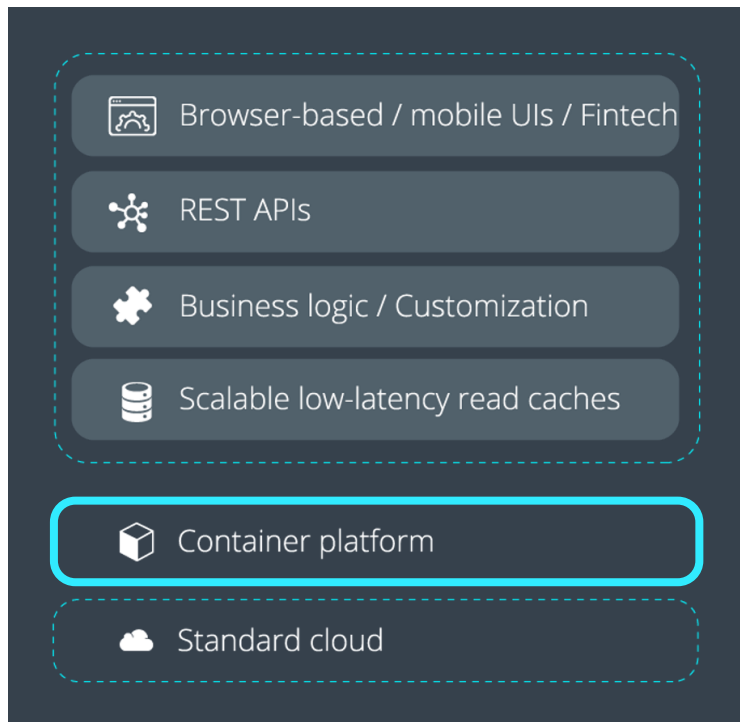 Browser-based / mobile UIs / Fintech
REST APIs
Business logic / Customization
Scalable low-latency read caches
Container platform
Standard cloud